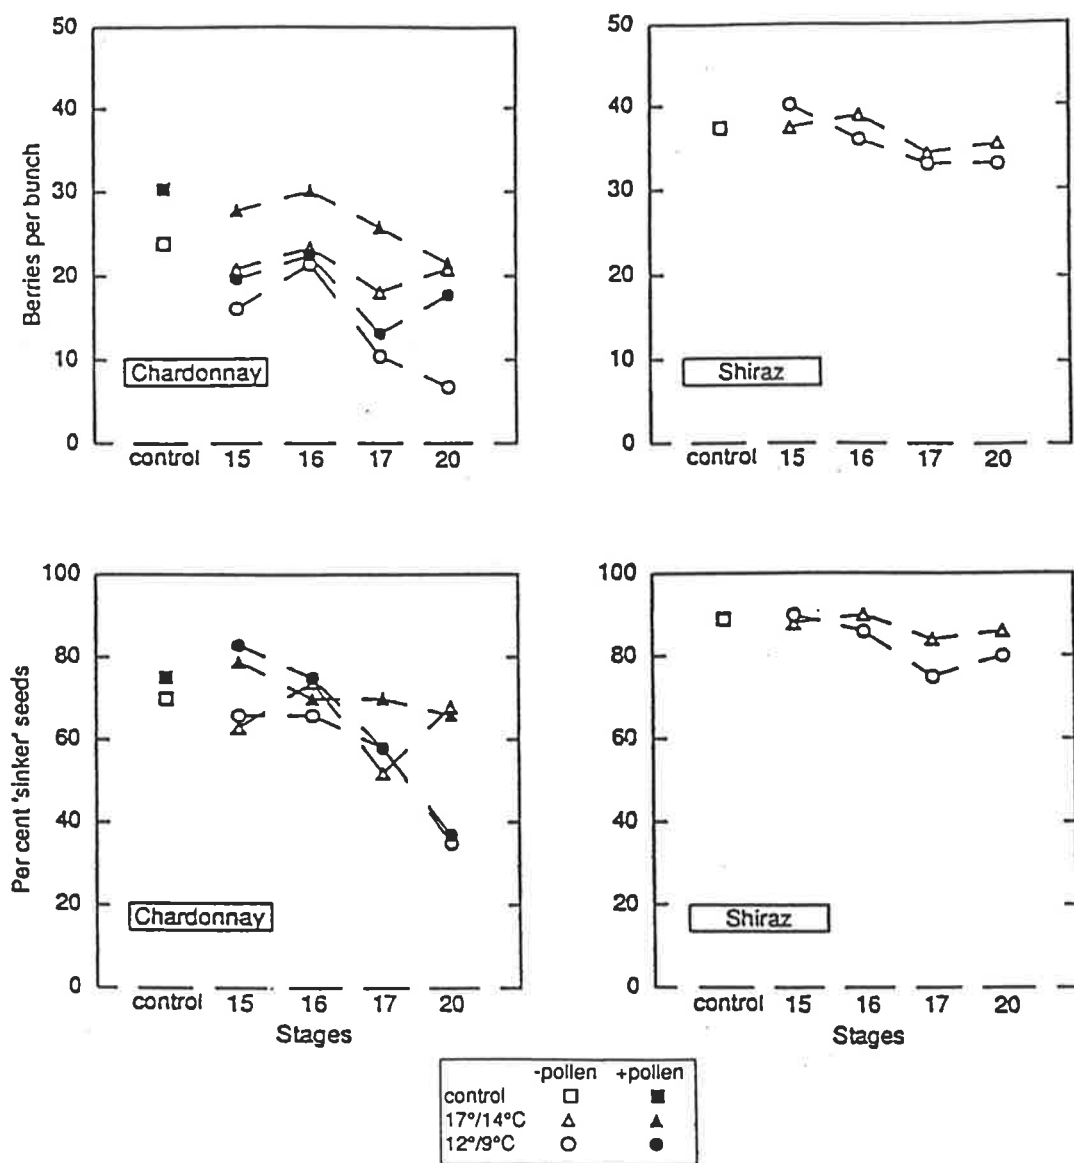 50
40
30
20
10
0
Berries per bunch
Chardonnay
control 15 16 17 20
50
40
30
20
10
0
Shiraz
control 15 16 17 20
100
80
60
40
20
0
Per cent 'sinker' seeds
Chardonnay
control 15 16 17 20
Stages
100
80
60
40
20
0
Shiraz
control 15 16 17 20
Stages
-pollen +pollen
control
17°/14°C
12°/9°C